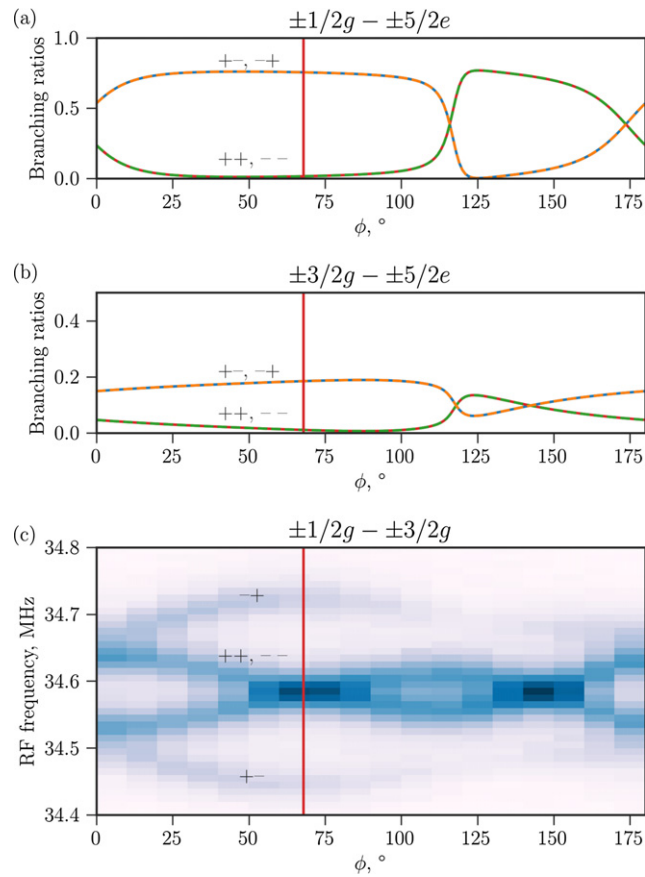 (a)
±1/2g − ±5/2e
Branching ratios
1.0
0.5
0.0
+−, −+
++, −−
0 25 50 75 100 125 150 175
ϕ, °
(b)
±3/2g − ±5/2e
Branching ratios
0.4
0.2
0.0
+−, −+
++, −−
0 25 50 75 100 125 150 175
ϕ, °
(c)
±1/2g − ±3/2g
RF frequency, MHz
34.8
34.7
34.6
34.5
34.4
−+
++, −−
+−
0 25 50 75 100 125 150 175
ϕ, °